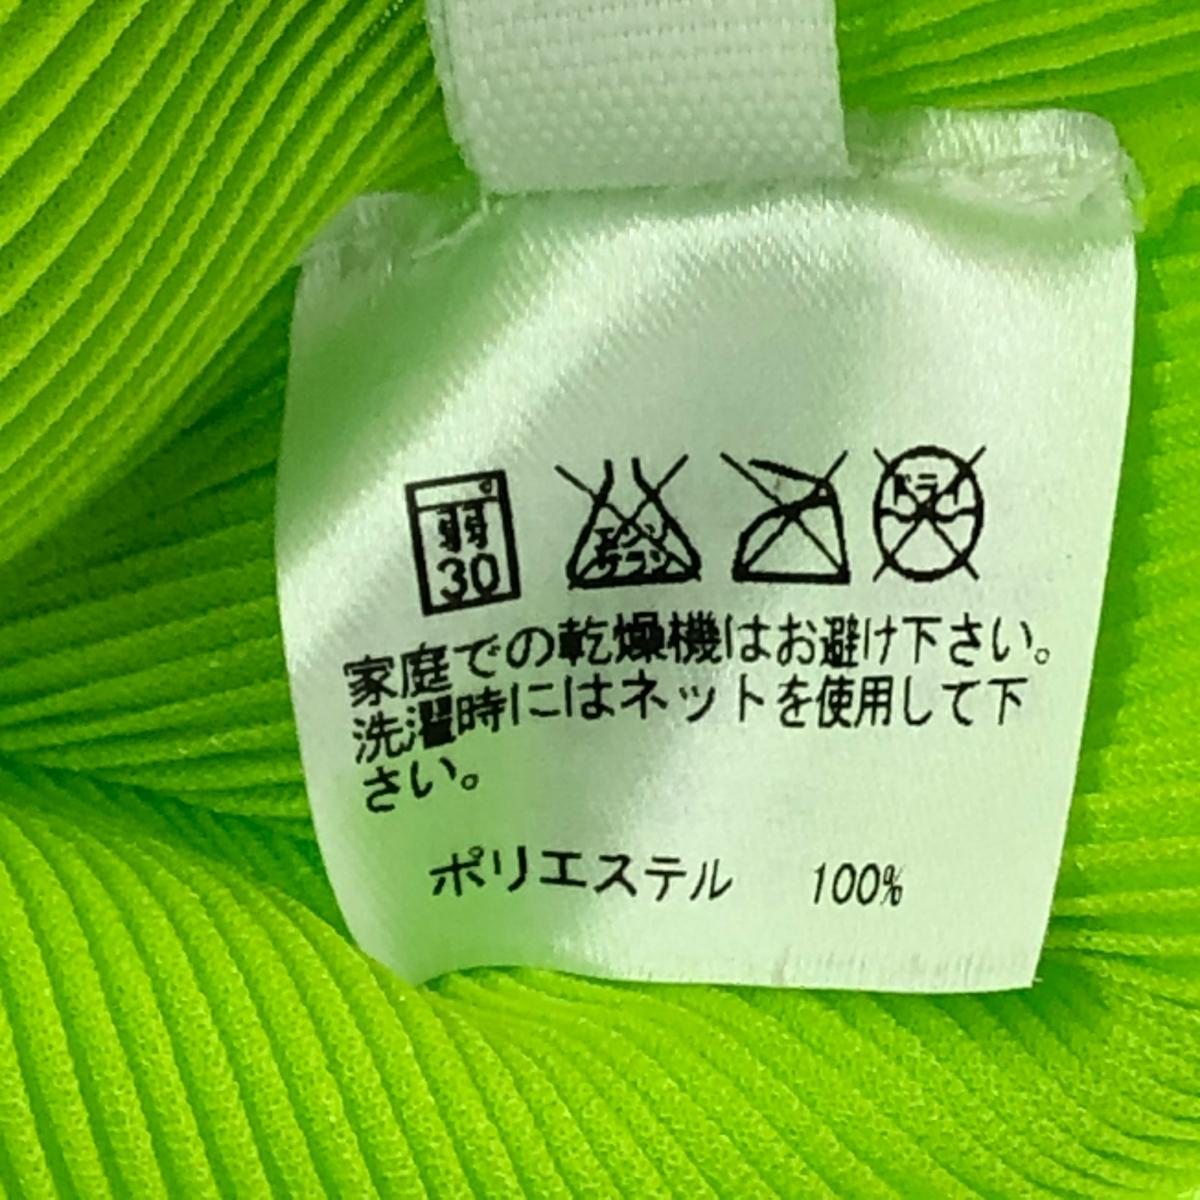 弱
30
エンソ
サラシ
ドライ
家庭での乾燥機はお避け下さい。
洗濯時にはネットを使用して下
さい。
ポリエステル 100%